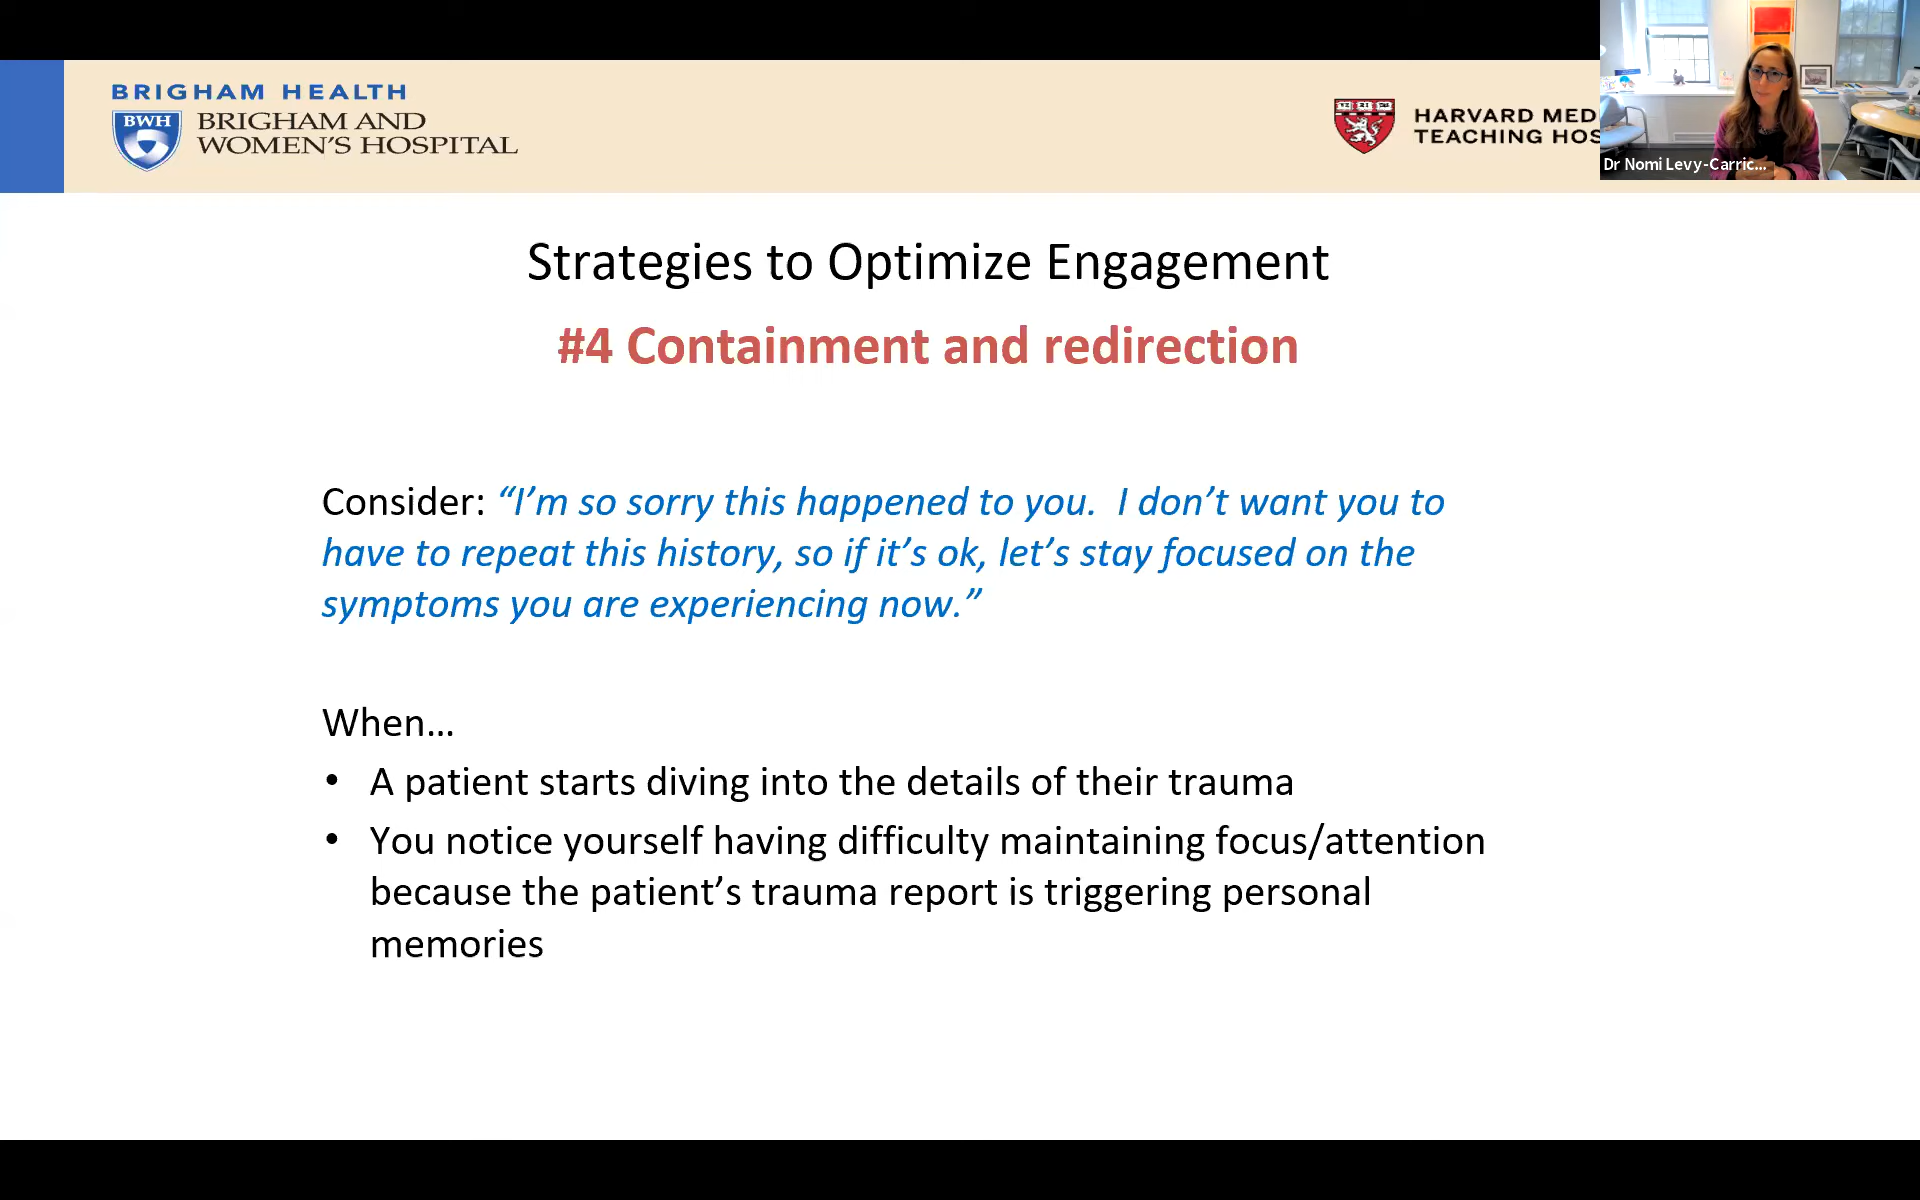 BRIGHAM HEALTH
BWH
BRIGHAM AND
WOMEN'S HOSPITAL
HARVARD MED
TEACHING HOS
Dr Nomi Levy-Carric...
Strategies to Optimize Engagement
#4 Containment and redirection
Consider: “I’m so sorry this happened to you.  I don’t want you to
have to repeat this history, so if it’s ok, let’s stay focused on the
symptoms you are experiencing now.”
When...
• A patient starts diving into the details of their trauma
• You notice yourself having difficulty maintaining focus/attention
because the patient’s trauma report is triggering personal
memories